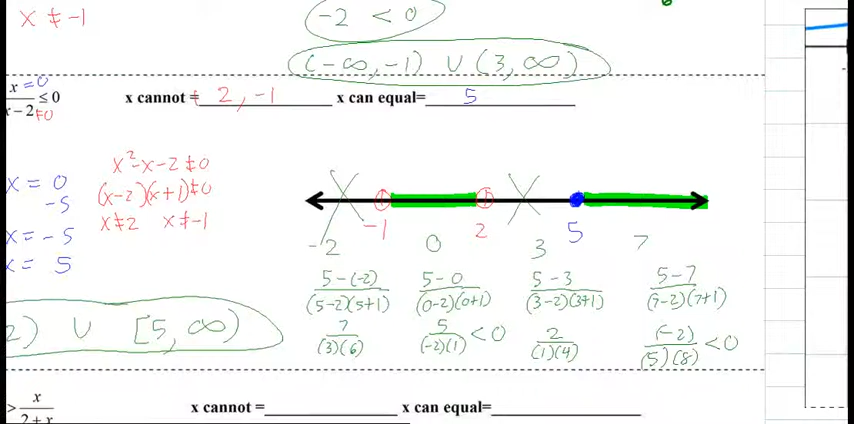 x ≠ -1
-2 < 0
(-∞, -1) ∪ (3, ∞)
x = 0
x - 2 ≠ 0 ≤ 0 x cannot = 2, -1 x can equal= 5
x² - x - 2 ≠ 0
(x-2)(x+1) ≠ 0
x ≠ 2 x ≠ -1
x = 0
-5
x = -5
x = 5
-1 2 5
-2 0 3 7
5-(-2) / (5-2)(5+1) 5-0 / (0-2)(0+1) 5-3 / (3-2)(3+1) 5-7 / (7-2)(7+1)
7 / (3)(6) 5 / (-2)(1) < 0 2 / (1)(4) (-2) / (5)(8) < 0
2) ∪ [5, ∞)
> x / 2 + x x cannot = x can equal=